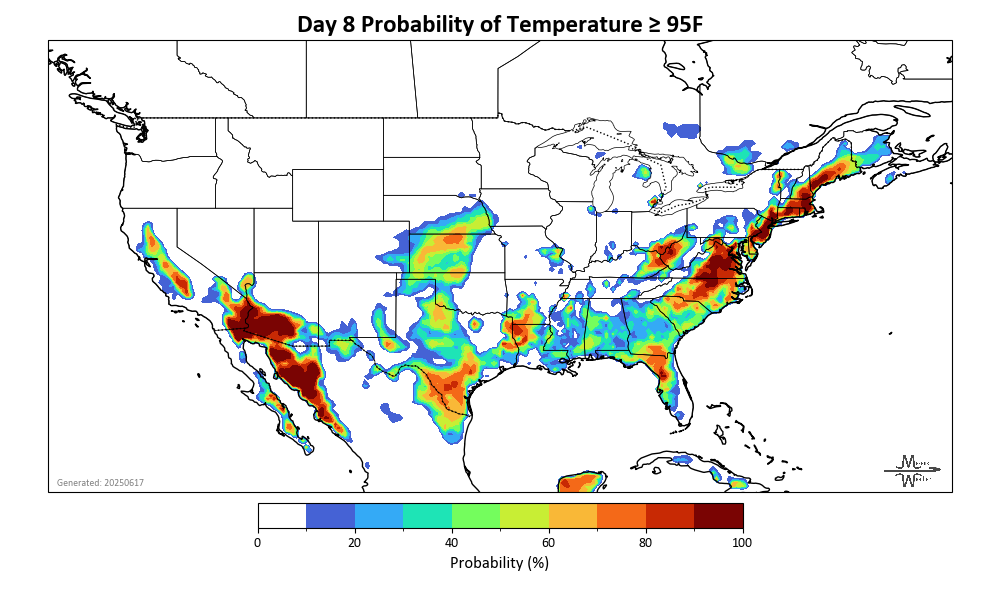 Day 8 Probability of Temperature ≥ 95F
Generated: 20250617
0 20 40 60 80 100
Probability (%)